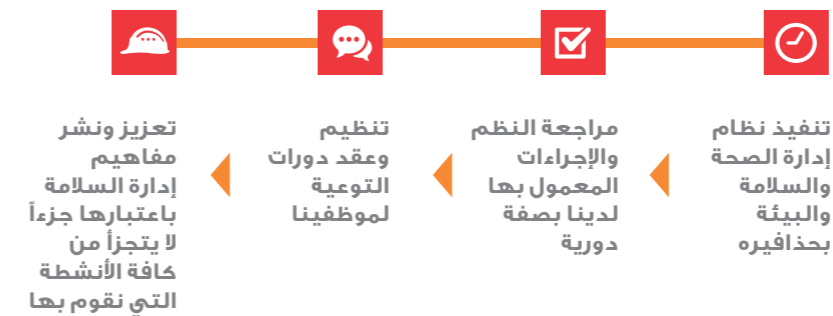 تنفيذ نظام
إدارة الصحة
والسلامة
والبيئة
بحذافيره
مراجعة النظم
والإجراءات
المعمول بها
لدينا بصفة
دورية
تنظيم
وعقد دورات
التوعية
لموظفينا
تعزيز ونشر
مفاهيم
إدارة السلامة
باعتبارها جزءاً
لا يتجزأ من
كافة الأنشطة
التي نقوم بها